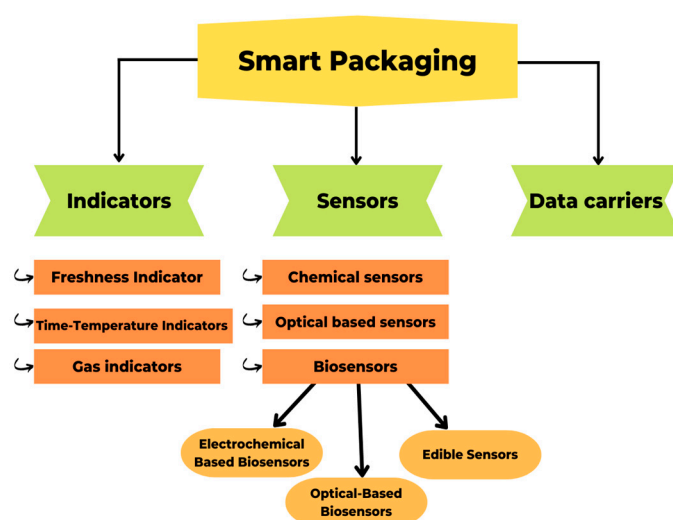 Smart Packaging
Indicators
Sensors
Data carriers
Freshness Indicator
Chemical sensors
Time-Temperature Indicators
Optical based sensors
Gas indicators
Biosensors
Electrochemical
Based Biosensors
Edible Sensors
Optical-Based
Biosensors